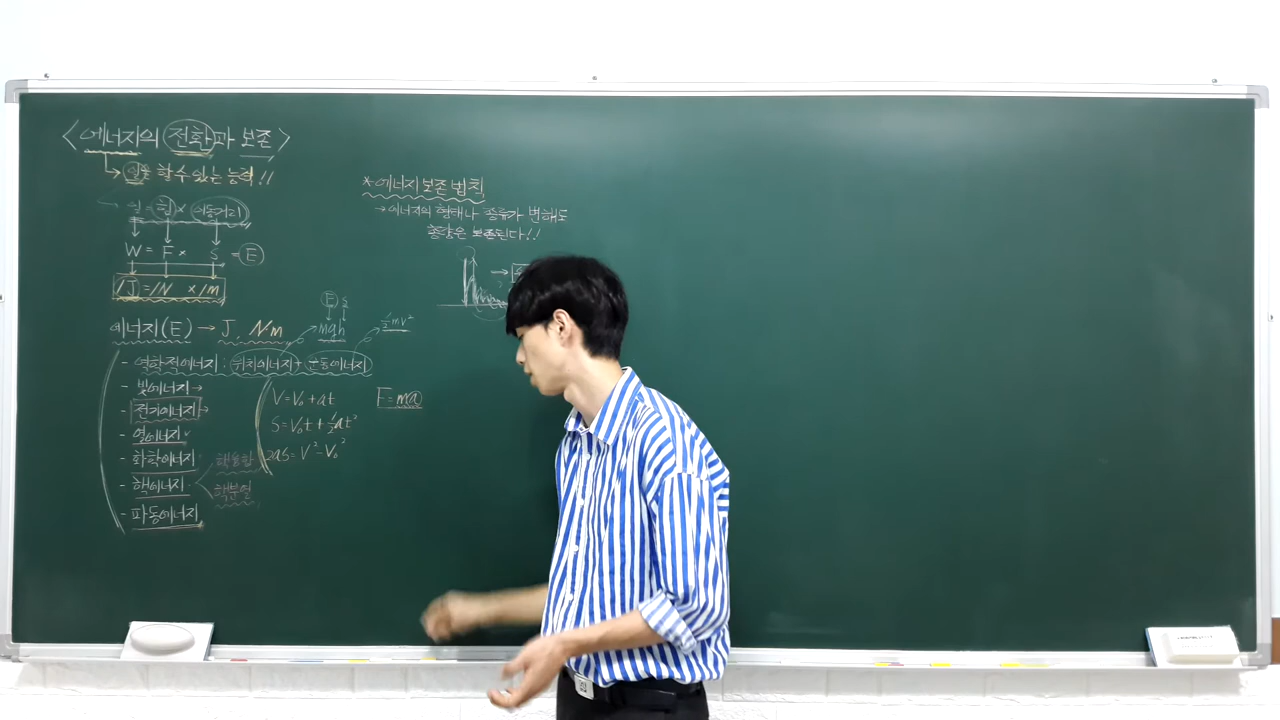 <에너지의 전환과 보존>
→ 일을 할 수 있는 능력!!
→ 일 = 힘 × 이동거리
W = F × S = E
1J = 1N × 1m
에너지(E) → J, N·m
F S
mgh
½mv²
- 역학적에너지 : 위치에너지 + 운동에너지
- 빛에너지 →
- 전기에너지 →
- 열에너지
- 화학에너지
- 핵에너지
핵융합
핵분열
- 파동에너지
V = V₀ + at
S = V₀t + ½at²
2aS = V² - V₀²
F = ma
* 에너지 보존 법칙
→ 에너지의 형태나 종류가 변해도
총량은 보존된다!!